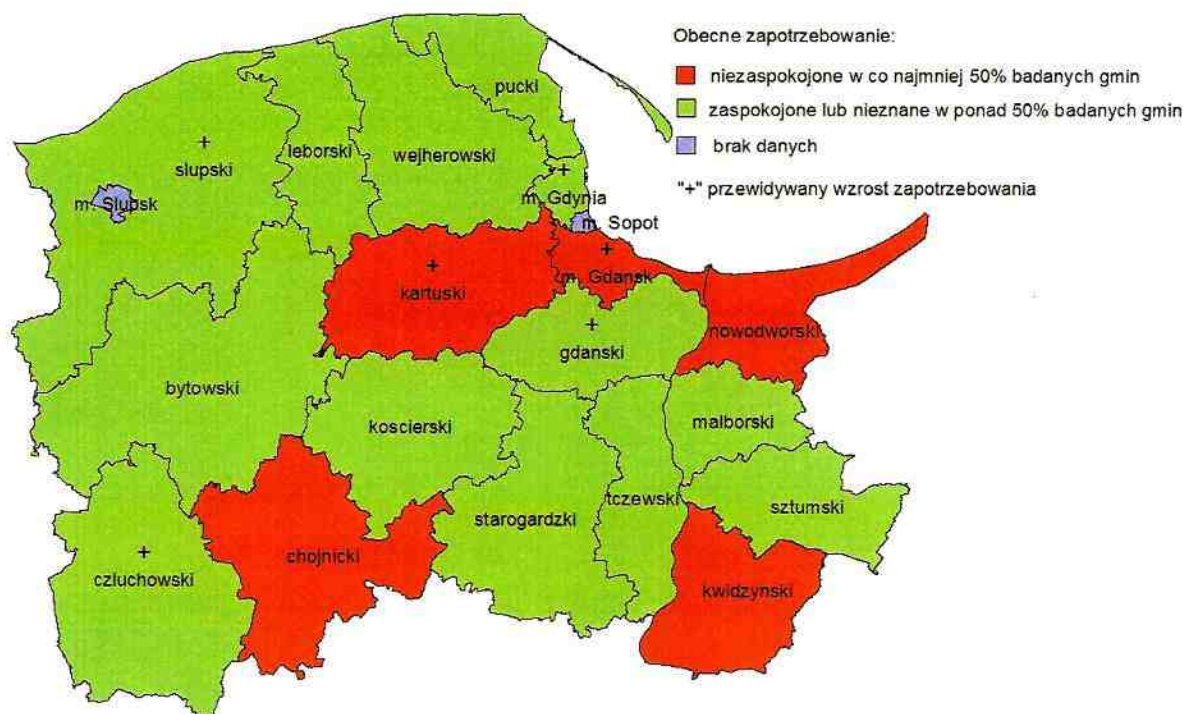 Obecne zapotrzebowanie:
niezaspokojone w co najmniej 50% badanych gmin
zaspokojone lub nieznane w ponad 50% badanych gmin
brak danych
"+" przewidywany wzrost zapotrzebowania
pucki
+
slupski
leborski
wejherowski
+
m. Gdynia
m. Slupsk
m. Sopot
+
m. Gdansk
+
kartuski
nowodworski
+
gdanski
bytowski
koscierski
malborski
tczewski
sztumski
starogardzki
+
czluchowski
chojnicki
kwidzynski